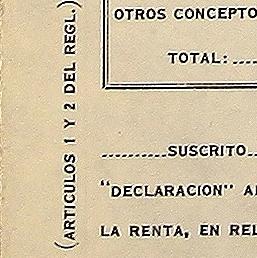 (ARTICULOS 1 Y 2 DEL REGL.)
OTROS CONCEPTO
TOTAL:....
..........SUSCRITO..
"DECLARACION" A
LA RENTA, EN REL